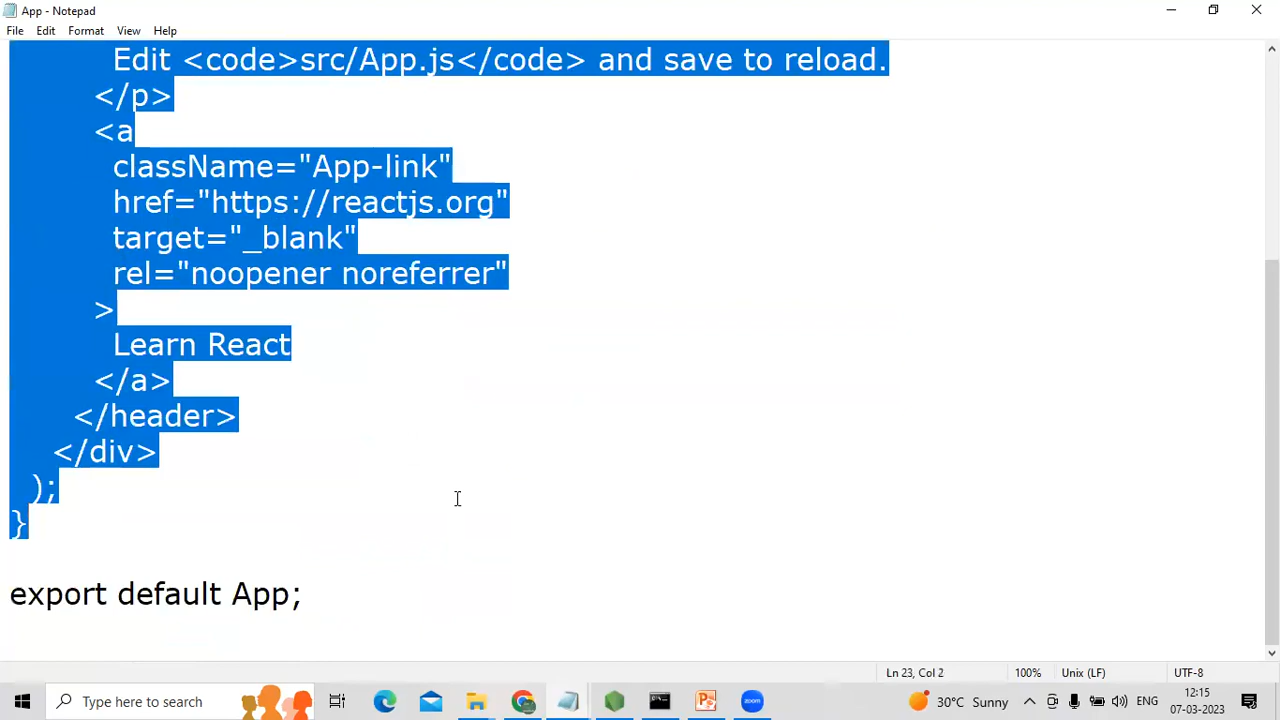 App - Notepad
File Edit Format View Help
Edit <code>src/App.js</code> and save to reload.
</p>
<a
className="App-link"
href="https://reactjs.org"
target="_blank"
rel="noopener noreferrer"
>
Learn React
</a>
</header>
</div>
);
}
export default App;
Ln 23, Col 2 100% Unix (LF) UTF-8
Type here to search 30°C Sunny ENG 12:15
07-03-2023